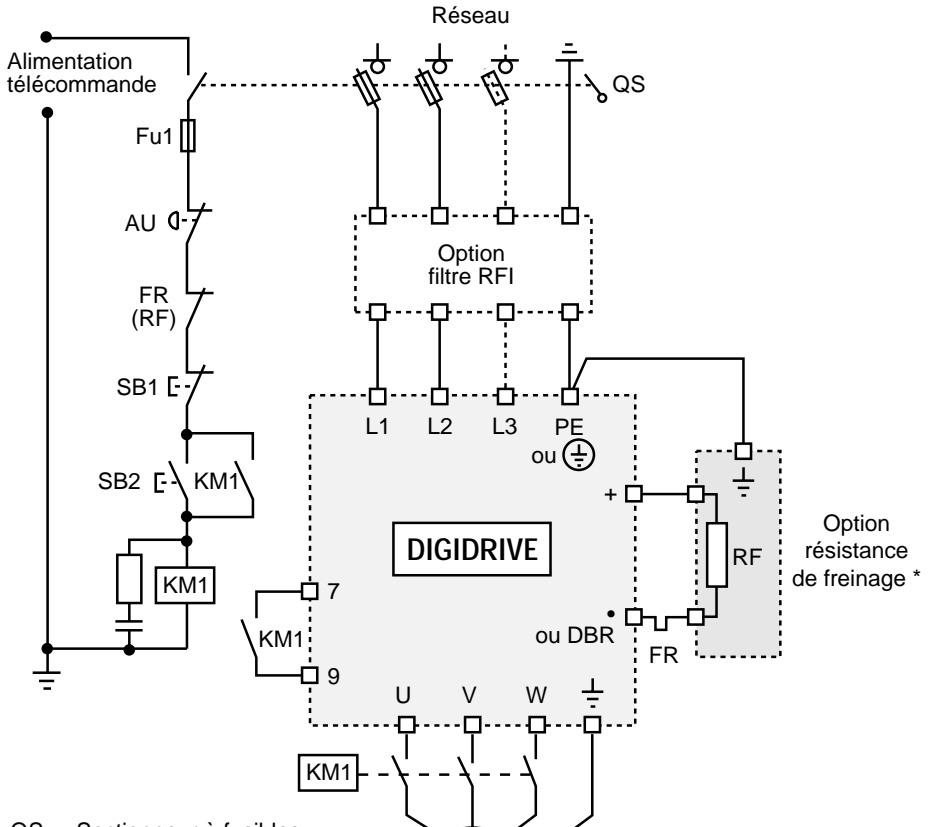 Réseau
Alimentation
télécommande
QS
Fu1
AU
Option
filtre RFI
FR
(RF)
SB1
L1 L2 L3 PE
ou
SB2 KM1
+
DIGIDRIVE
RF
Option
résistance
de freinage *
KM1
7
KM1
ou DBR
FR
9
U V W
KM1